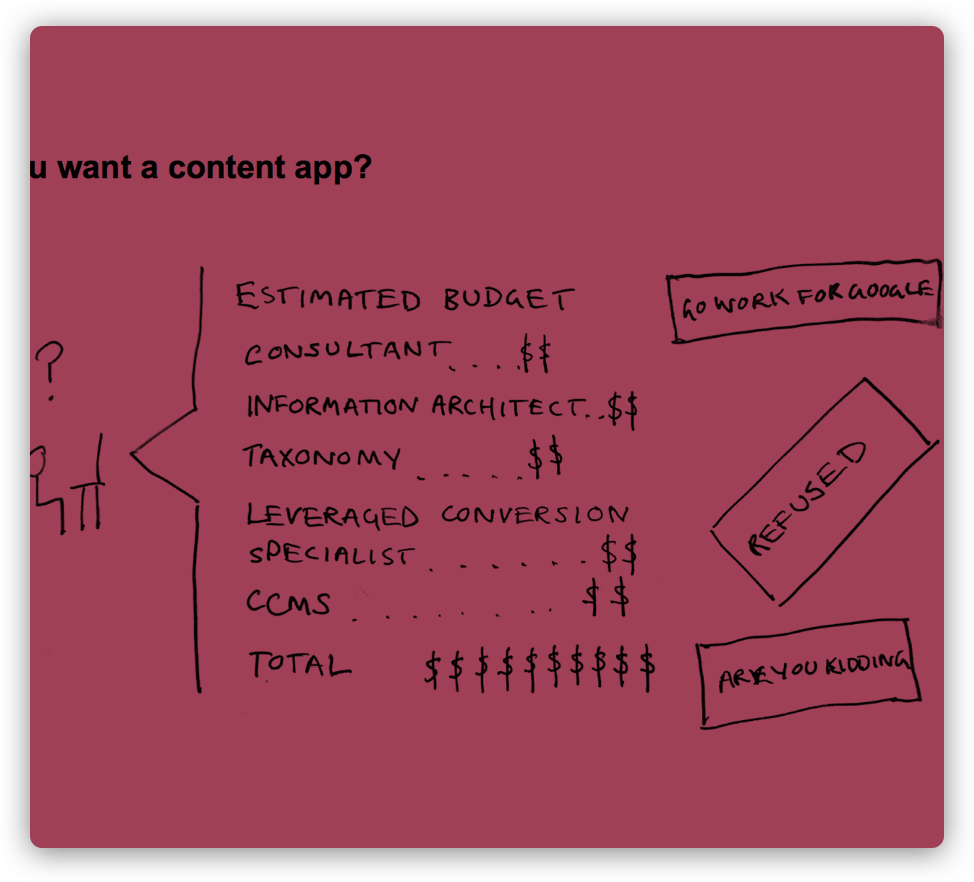 u want a content app?
ESTIMATED BUDGET
CONSULTANT....$$
INFORMATION ARCHITECT..$$
TAXONOMY.....$$
LEVERAGED CONVERSION
SPECIALIST......$$
CCMS.......$$
TOTAL $$$$$$$$$$
?
GO WORK FOR GOOGLE
REFUSED
ARE YOU KIDDING